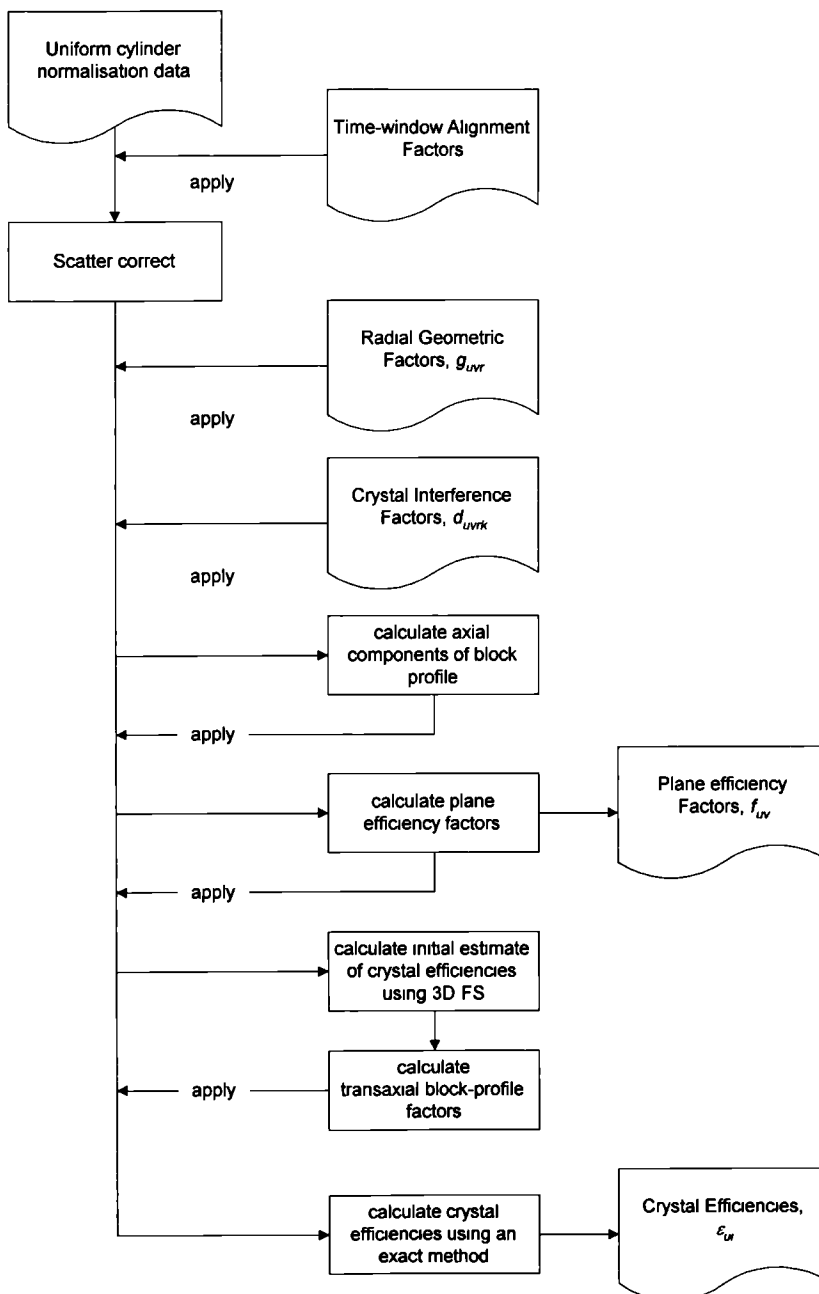 Uniform cylinder
normalisation data
Time-window Alignment
Factors
apply
Scatter correct
Radial Geometric
Factors, g_uvr
apply
Crystal Interference
Factors, d_uvrk
apply
calculate axial
components of block
profile
apply
calculate plane
efficiency factors
Plane efficiency
Factors, f_uv
apply
calculate initial estimate
of crystal efficiencies
using 3D FS
calculate
transaxial block-profile
factors
apply
calculate crystal
efficiencies using an
exact method
Crystal Efficiencies,
ε_ui